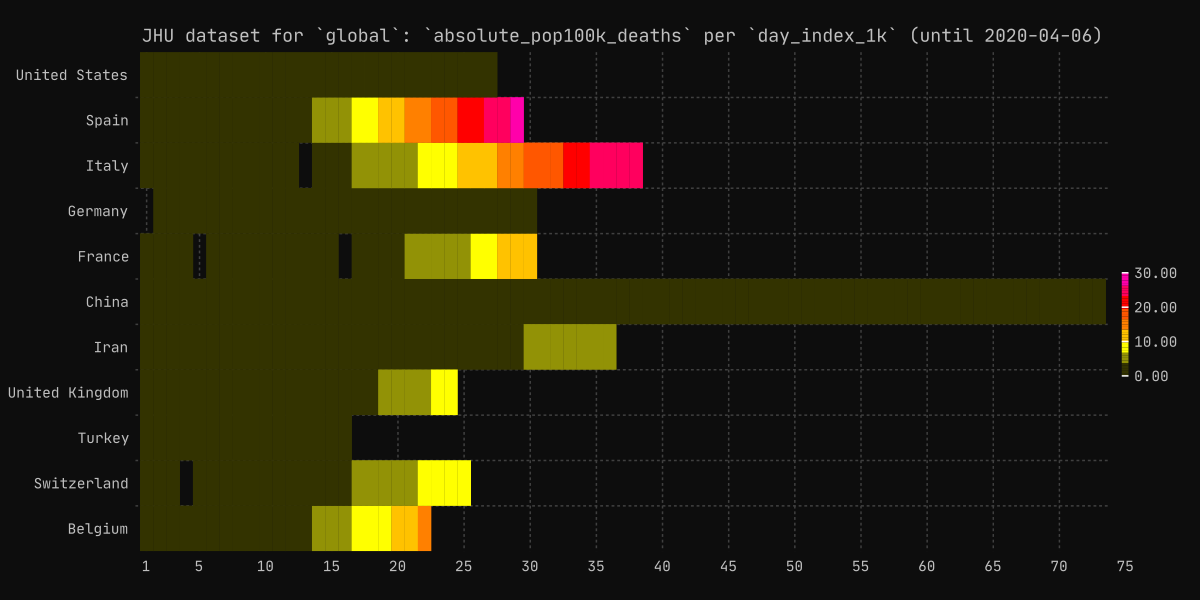 JHU dataset for `global`: `absolute_pop100k_deaths` per `day_index_1k` (until 2020-04-06)
United States
Spain
Italy
Germany
France
China
Iran
United Kingdom
Turkey
Switzerland
Belgium
30.00
20.00
10.00
0.00
1 5 10 15 20 25 30 35 40 45 50 55 60 65 70 75